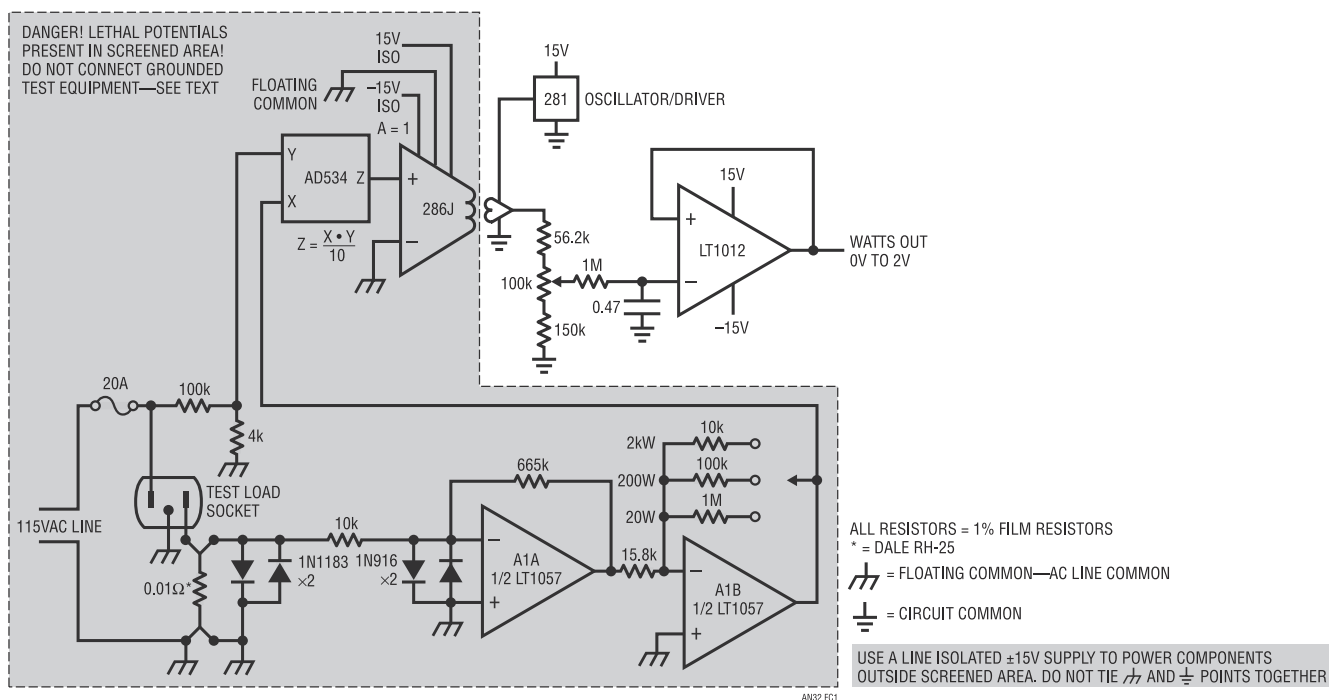 DANGER! LETHAL POTENTIALS
PRESENT IN SCREENED AREA!
DO NOT CONNECT GROUNDED
TEST EQUIPMENT—SEE TEXT
15V
ISO
FLOATING
COMMON
–15V
ISO
A = 1
15V
281
OSCILLATOR/DRIVER
Y
X
AD534
Z
+
–
286J
Z = X • Y
10
56.2k
100k
150k
1M
0.47
15V
+
–
LT1012
–15V
WATTS OUT
0V TO 2V
20A
100k
4k
TEST LOAD
SOCKET
115VAC LINE
0.01Ω*
1N1183
×2
10k
1N916
×2
665k
–
+
A1A
1/2 LT1057
15.8k
2kW
10k
200W
100k
20W
1M
–
+
A1B
1/2 LT1057
ALL RESISTORS = 1% FILM RESISTORS
* = DALE RH-25
= FLOATING COMMON—AC LINE COMMON
= CIRCUIT COMMON
USE A LINE ISOLATED ±15V SUPPLY TO POWER COMPONENTS
OUTSIDE SCREENED AREA. DO NOT TIE AND POINTS TOGETHER
AN32 FC1